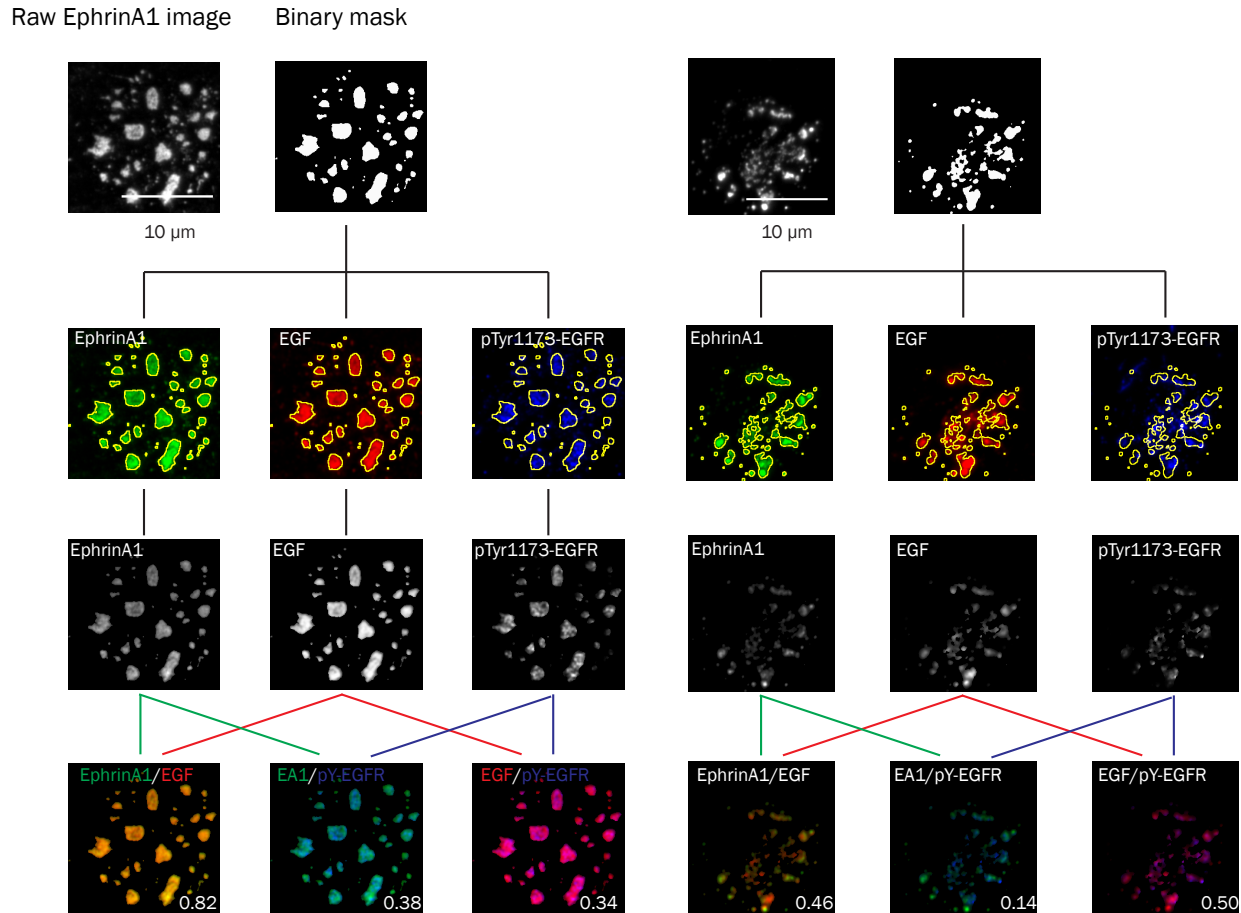 Raw EphrinA1 image Binary mask
10 µm 10 µm
EphrinA1 EGF pTyr1173-EGFR EphrinA1 EGF pTyr1173-EGFR
EphrinA1 EGF pTyr1173-EGFR EphrinA1 EGF pTyr1173-EGFR
EphrinA1/EGF EA1/pY-EGFR EGF/pY-EGFR EphrinA1/EGF EA1/pY-EGFR EGF/pY-EGFR
0.82 0.38 0.34 0.46 0.14 0.50